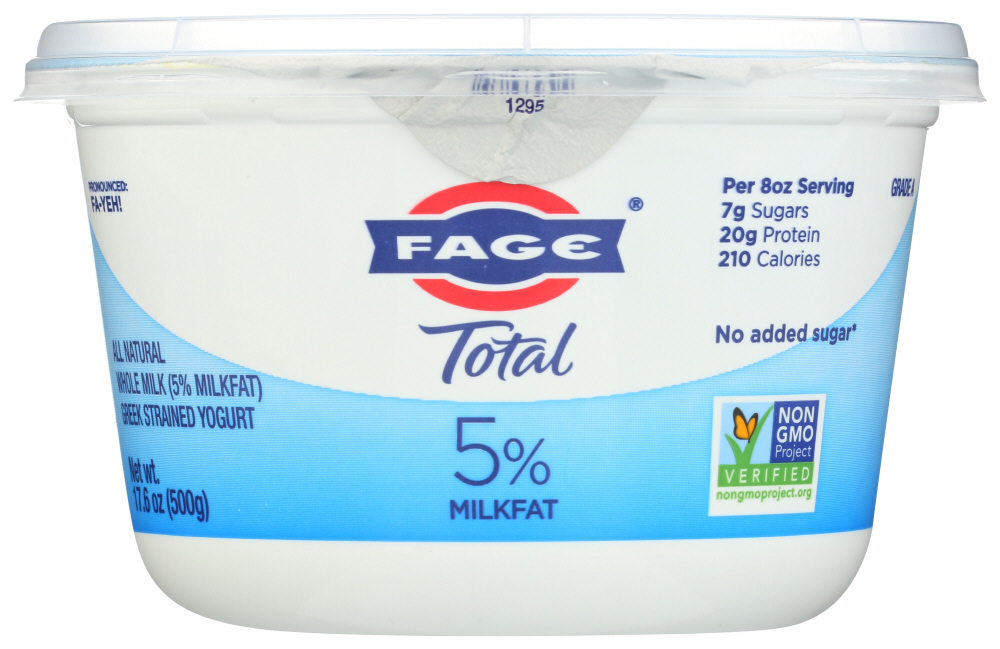 1295
PRONOUNCED:
FA-YEH!
FAGE®
Total
5%
MILKFAT
ALL NATURAL
WHOLE MILK (5% MILKFAT)
GREEK STRAINED YOGURT
Net wt.
17.6 oz (500g)
Per 8oz Serving
7g Sugars
20g Protein
210 Calories
GRADE A
No added sugar*
NON
GMO
Project
VERIFIED
nongmoproject.org